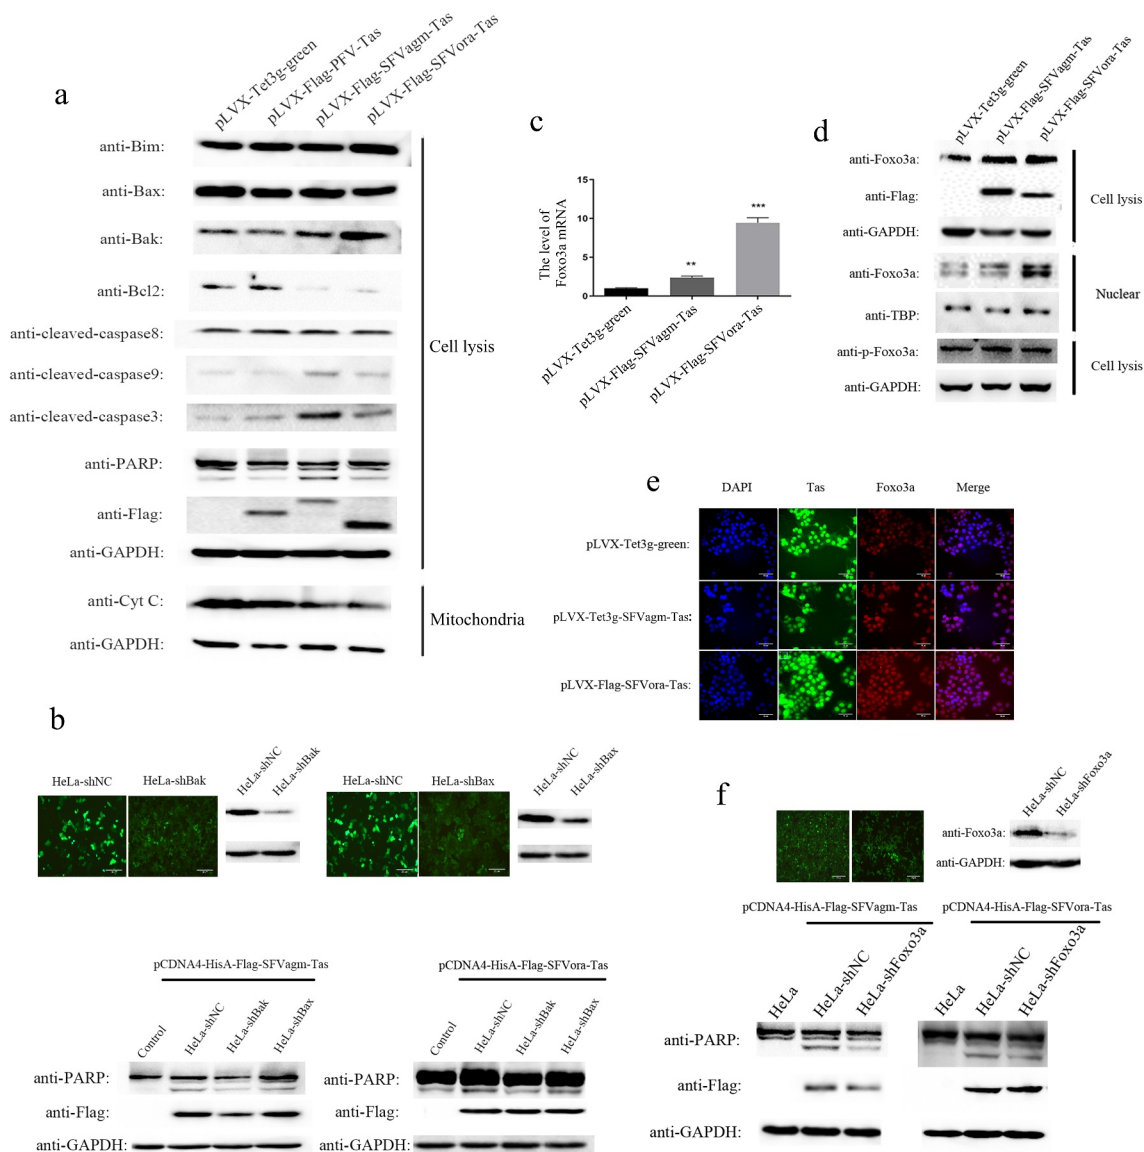 a
pLVX-Tet3g-green
pLVX-Flag-PFV-Tas
pLVX-Flag-SFVagm-Tas
pLVX-Flag-SFVora-Tas
anti-Bim:
anti-Bax:
anti-Bak:
anti-Bcl2:
anti-cleaved-caspase8:
anti-cleaved-caspase9:
anti-cleaved-caspase3:
anti-PARP:
anti-Flag:
anti-GAPDH:
Cell lysis
anti-Cyt C:
anti-GAPDH:
Mitochondria
b
HeLa-shNC
HeLa-shBak
HeLa-shNC
HeLa-shBak
HeLa-shNC
HeLa-shBax
HeLa-shNC
HeLa-shBax
pCDNA4-HisA-Flag-SFVagm-Tas
Control
HeLa-shNC
HeLa-shBak
HeLa-shBax
anti-PARP:
anti-Flag:
anti-GAPDH:
pCDNA4-HisA-Flag-SFVora-Tas
Control
HeLa-shNC
HeLa-shBak
HeLa-shBax
anti-PARP:
anti-Flag:
anti-GAPDH:
c
The level of
Foxo3a mRNA
15
10
5
0
**
***
pLVX-Tet3g-green
pLVX-Flag-SFVagm-Tas
pLVX-Flag-SFVora-Tas
d
pLVX-Tet3g-green
pLVX-Flag-SFVagm-Tas
pLVX-Flag-SFVora-Tas
anti-Foxo3a:
anti-Flag:
anti-GAPDH:
Cell lysis
anti-Foxo3a:
anti-TBP:
Nuclear
anti-p-Foxo3a:
anti-GAPDH:
Cell lysis
e
DAPI Tas Foxo3a Merge
pLVX-Tet3g-green:
pLVX-Tet3g-SFVagm-Tas:
pLVX-Flag-SFVora-Tas:
f
HeLa-shNC
HeLa-shFoxo3a
anti-Foxo3a:
anti-GAPDH:
pCDNA4-HisA-Flag-SFVagm-Tas
pCDNA4-HisA-Flag-SFVora-Tas
HeLa
HeLa-shNC
HeLa-shFoxo3a
HeLa
HeLa-shNC
HeLa-shFoxo3a
anti-PARP:
anti-Flag:
anti-GAPDH: